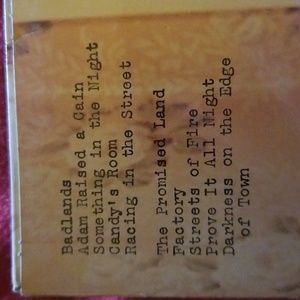 Badlands
Adam Raised a Cain
Something in the Night
Candy's Room
Racing in the Street
The Promised Land
Factory
Streets of Fire
Prove It All Night
Darkness on the Edge
of Town